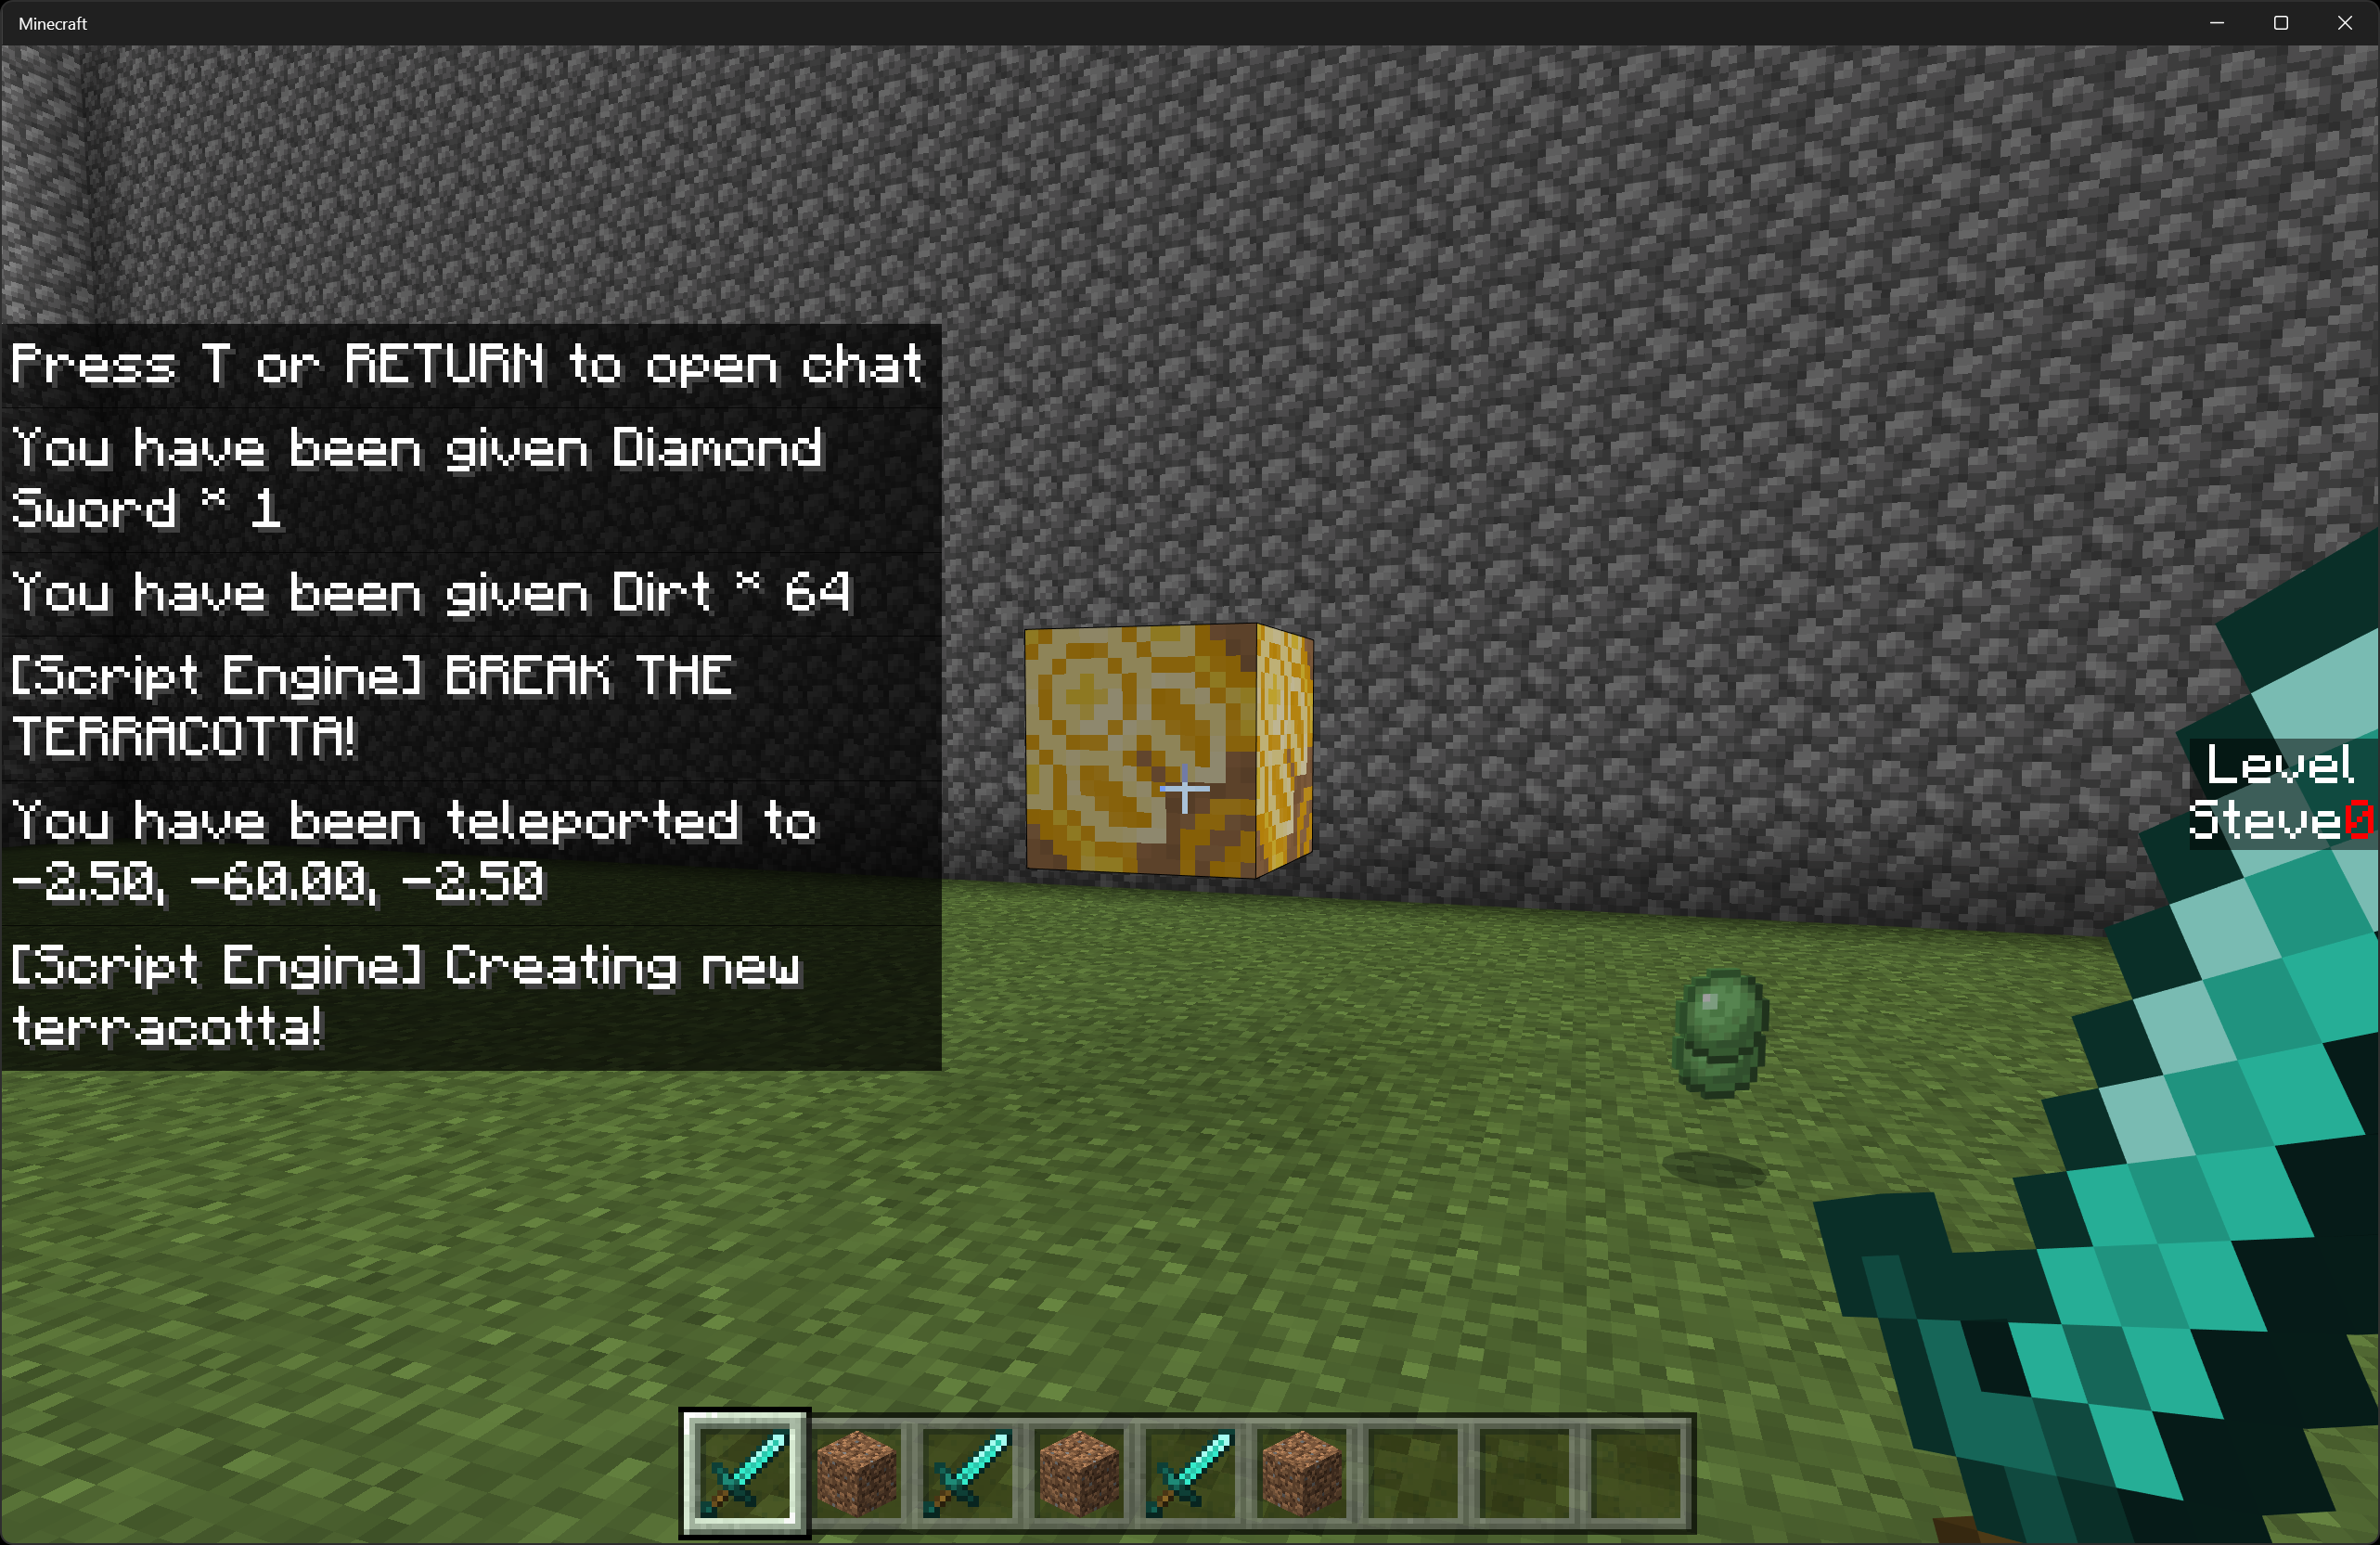 Minecraft
Press T or RETURN to open chat
You have been given Diamond
Sword * 1
You have been given Dirt * 64
[Script Engine] BREAK THE
TERRACOTTA!
You have been teleported to
-2.50, -60.00, -2.50
[Script Engine] Creating new
terracotta!
Level
Steve0